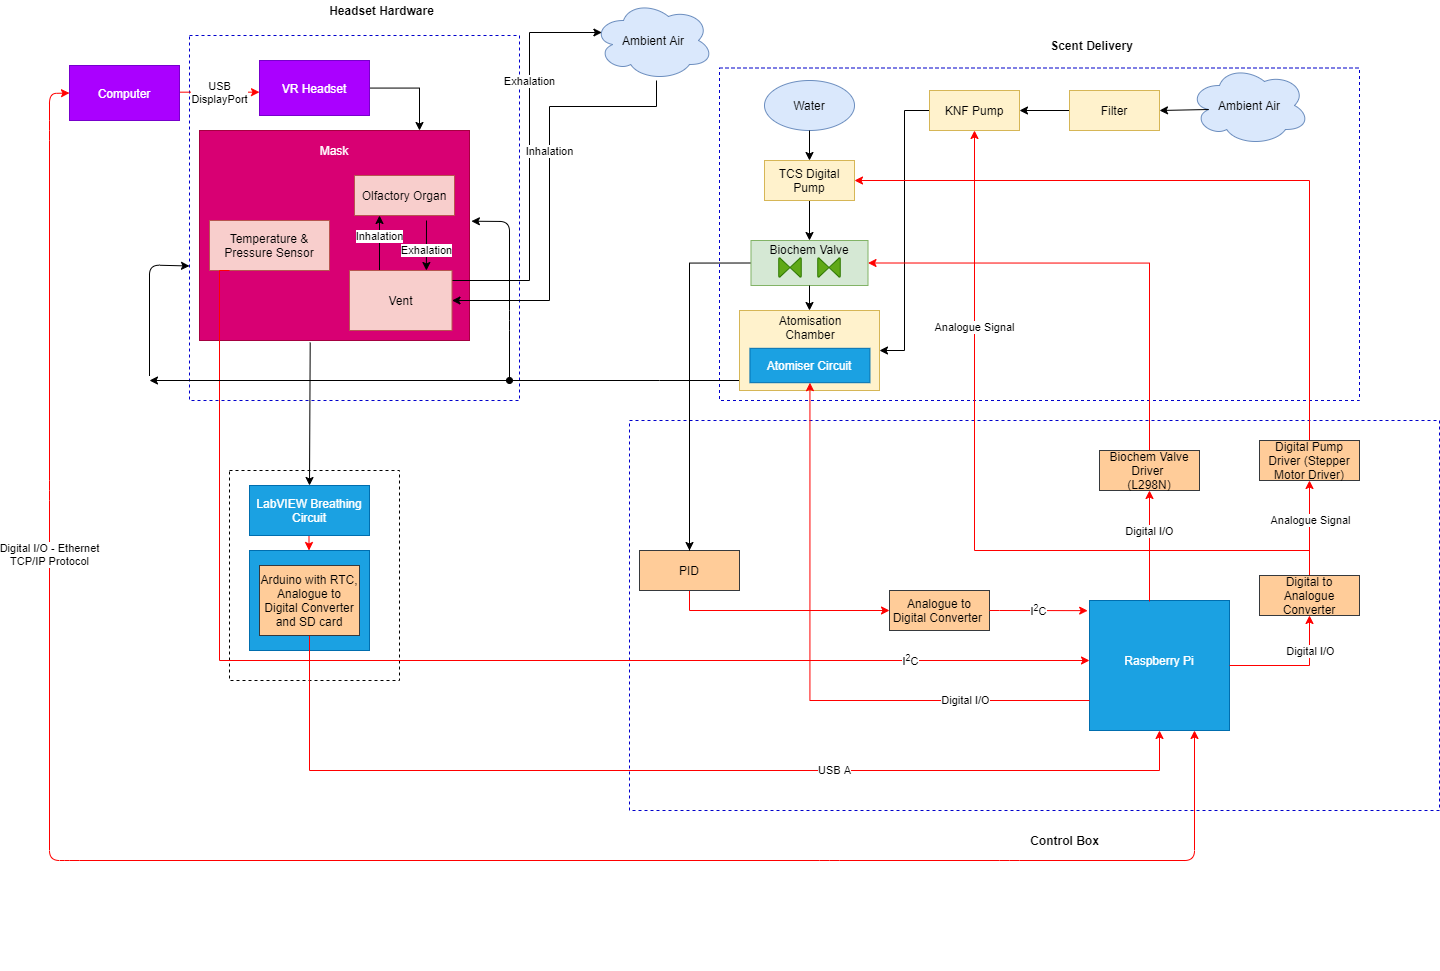 Headset Hardware
Ambient Air
Scent Delivery
Computer
USB
DisplayPort
VR Headset
Exhalation
Inhalation
Mask
Olfactory Organ
Inhalation
Exhalation
Temperature &
Pressure Sensor
Vent
Water
KNF Pump
Filter
Ambient Air
TCS Digital
Pump
Biochem Valve
Atomisation
Chamber
Atomiser Circuit
Analogue Signal
LabVIEW Breathing
Circuit
Arduino with RTC,
Analogue to
Digital Converter
and SD card
Digital I/O - Ethernet
TCP/IP Protocol
Biochem Valve
Driver
(L298N)
Digital Pump
Driver (Stepper
Motor Driver)
Digital I/O
Analogue Signal
PID
Analogue to
Digital Converter
I2C
Digital to
Analogue
Converter
Raspberry Pi
Digital I/O
I2C
Digital I/O
USB A
Control Box